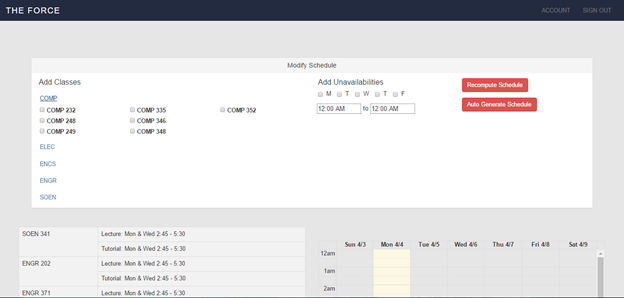 THE FORCE ACCOUNT SIGN OUT
Modify Schedule
Add Classes
COMP
COMP 232 COMP 335 COMP 352
COMP 248 COMP 346
COMP 249 COMP 348
ELEC
ENCS
ENGR
SOEN
Add Unavailabilities
M T W T F
12:00 AM to 12:00 AM
Recompute Schedule
Auto Generate Schedule
SOEN 341 Lecture: Mon & Wed 2:45 - 5:30
Tutorial: Mon & Wed 2:45 - 5:30
ENGR 202 Lecture: Mon & Wed 2:45 - 5:30
Tutorial: Mon & Wed 2:45 - 5:30
ENGR 371 Lecture: Mon & Wed 2:45 - 5:30
Sun 4/3 Mon 4/4 Tue 4/5 Wed 4/6 Thu 4/7 Fri 4/8 Sat 4/9
12am
1am
2am